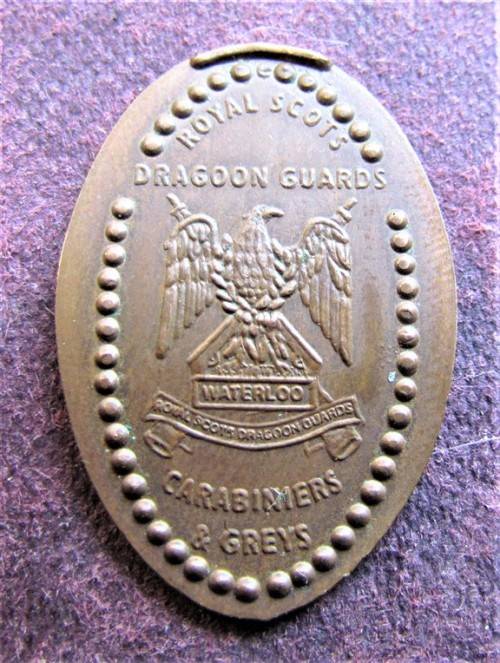 ROYAL SCOTS
DRAGOON GUARDS
WATERLOO
ROYAL SCOTS DRAGOON GUARDS
CARABINIERS
& GREYS